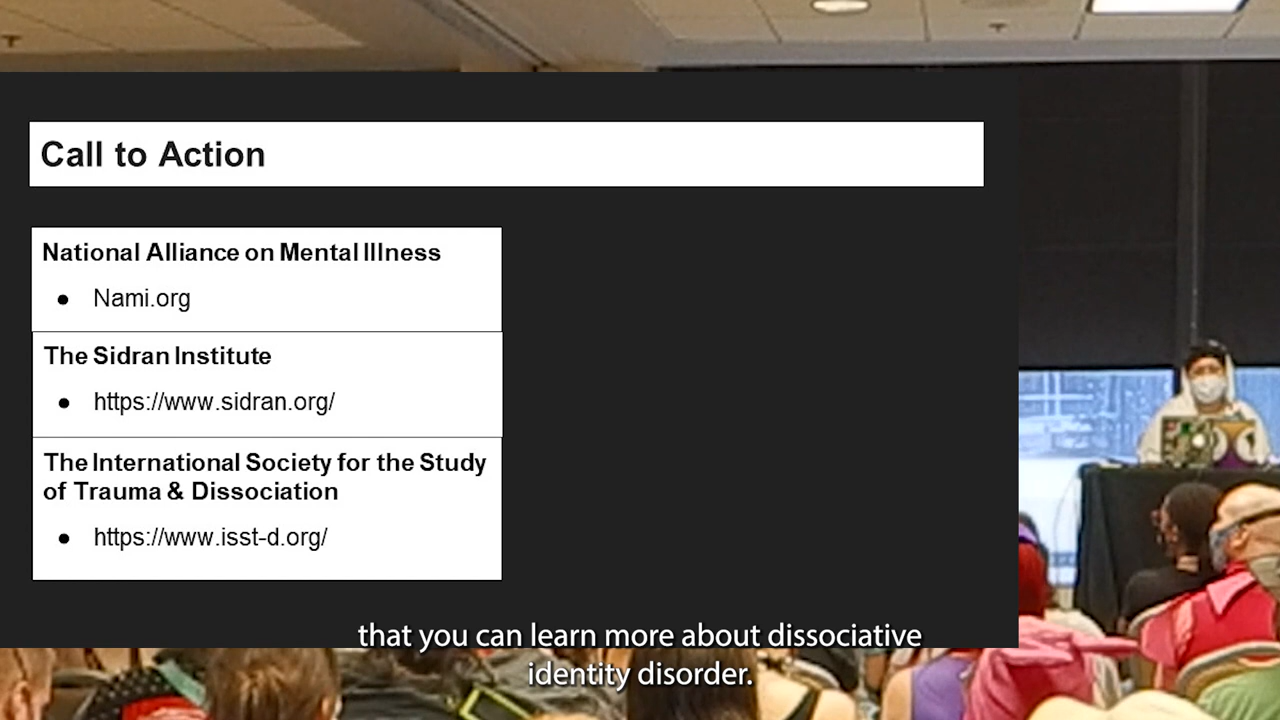 Call to Action
National Alliance on Mental Illness
● Nami.org
The Sidran Institute
● https://www.sidran.org/
The International Society for the Study
of Trauma & Dissociation
● https://www.isst-d.org/
that you can learn more about dissociative
identity disorder.